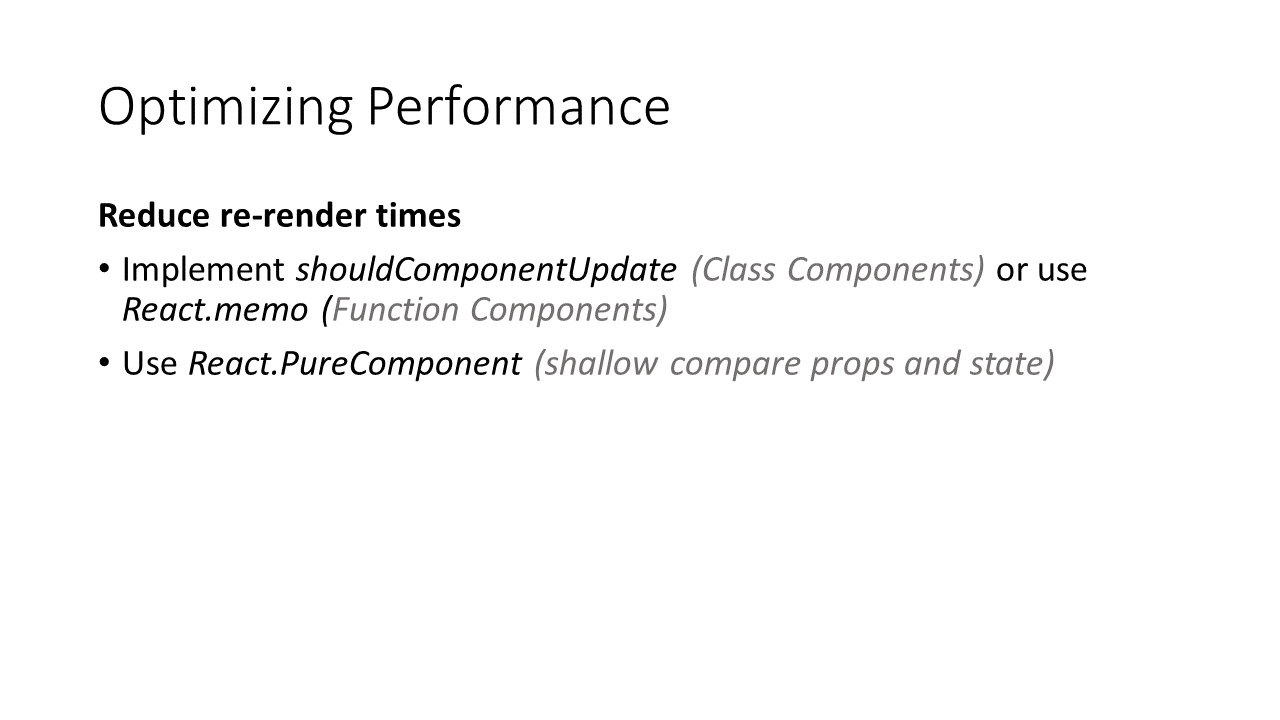 Optimizing Performance
Reduce re-render times
• Implement shouldComponentUpdate (Class Components) or use
React.memo (Function Components)
• Use React.PureComponent (shallow compare props and state)